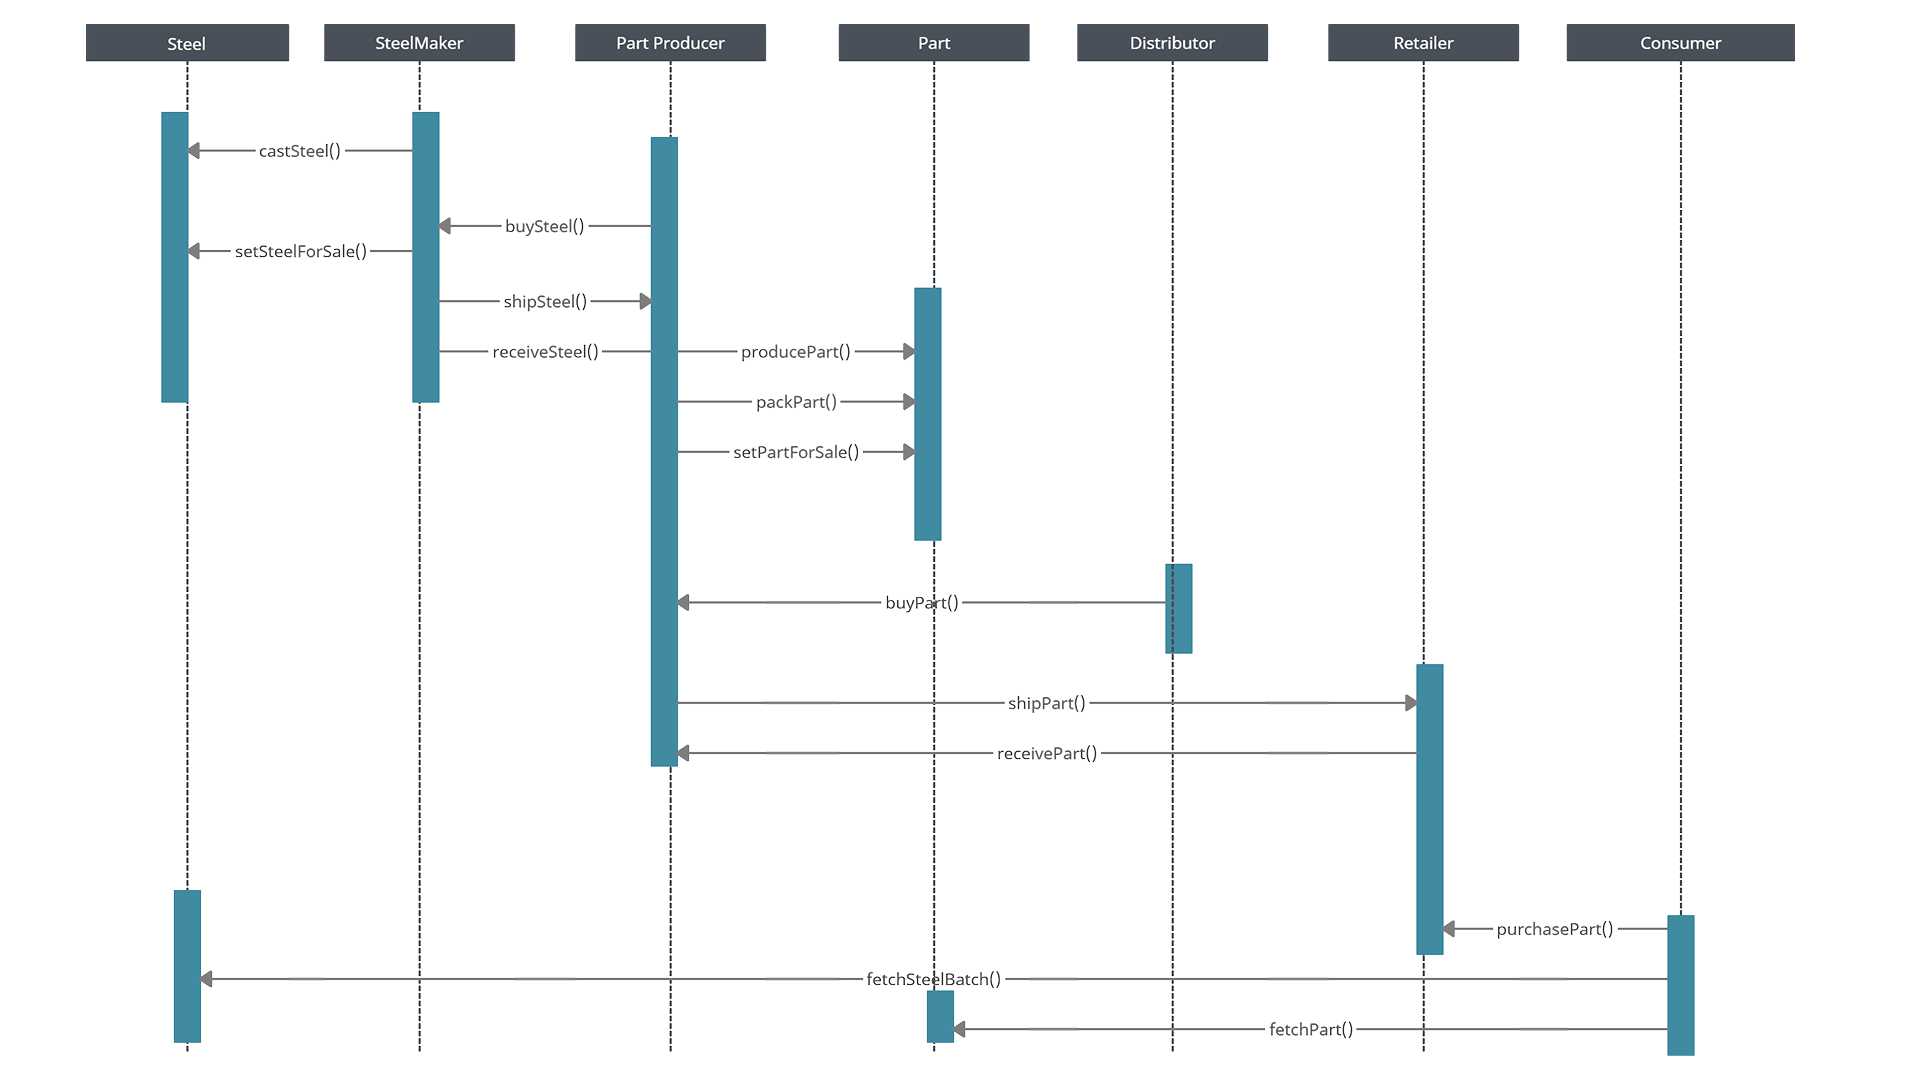 Steel
SteelMaker
Part Producer
Part
Distributor
Retailer
Consumer
castSteel()
buySteel()
setSteelForSale()
shipSteel()
receiveSteel()
producePart()
packPart()
setPartForSale()
buyPart()
shipPart()
receivePart()
purchasePart()
fetchSteelBatch()
fetchPart()